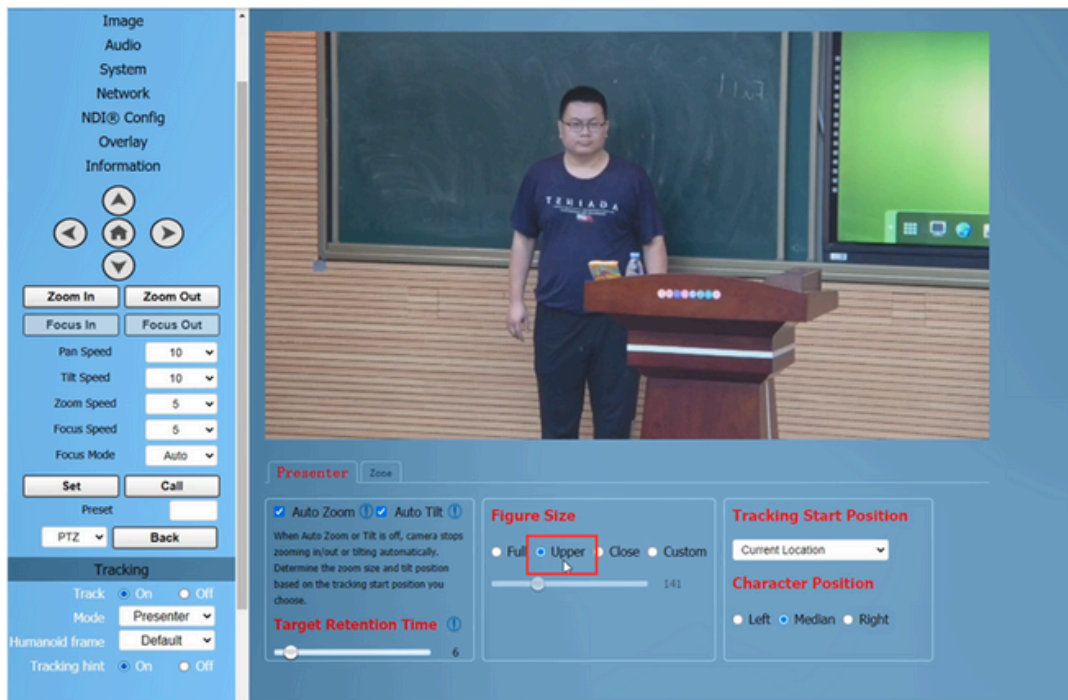 Image
Audio
System
Network
NDI® Config
Overlay
Information
Zoom In Zoom Out
Focus In Focus Out
Pan Speed 10
Tilt Speed 10
Zoom Speed 5
Focus Speed 5
Focus Mode Auto
Set Call
Preset
PTZ Back
Tracking
Track On Off
Mode Presenter
Humanoid frame Default
Tracking hint On Off
Presenter Zone
Auto Zoom ! Auto Tilt !
When Auto Zoom or Tilt is off, camera stops
zooming in/out or tilting automatically.
Determine the zoom size and tilt position
based on the tracking start position you
choose.
Target Retention Time !
6
Figure Size
Full Upper Close Custom
141
Tracking Start Position
Current Location
Character Position
Left Median Right